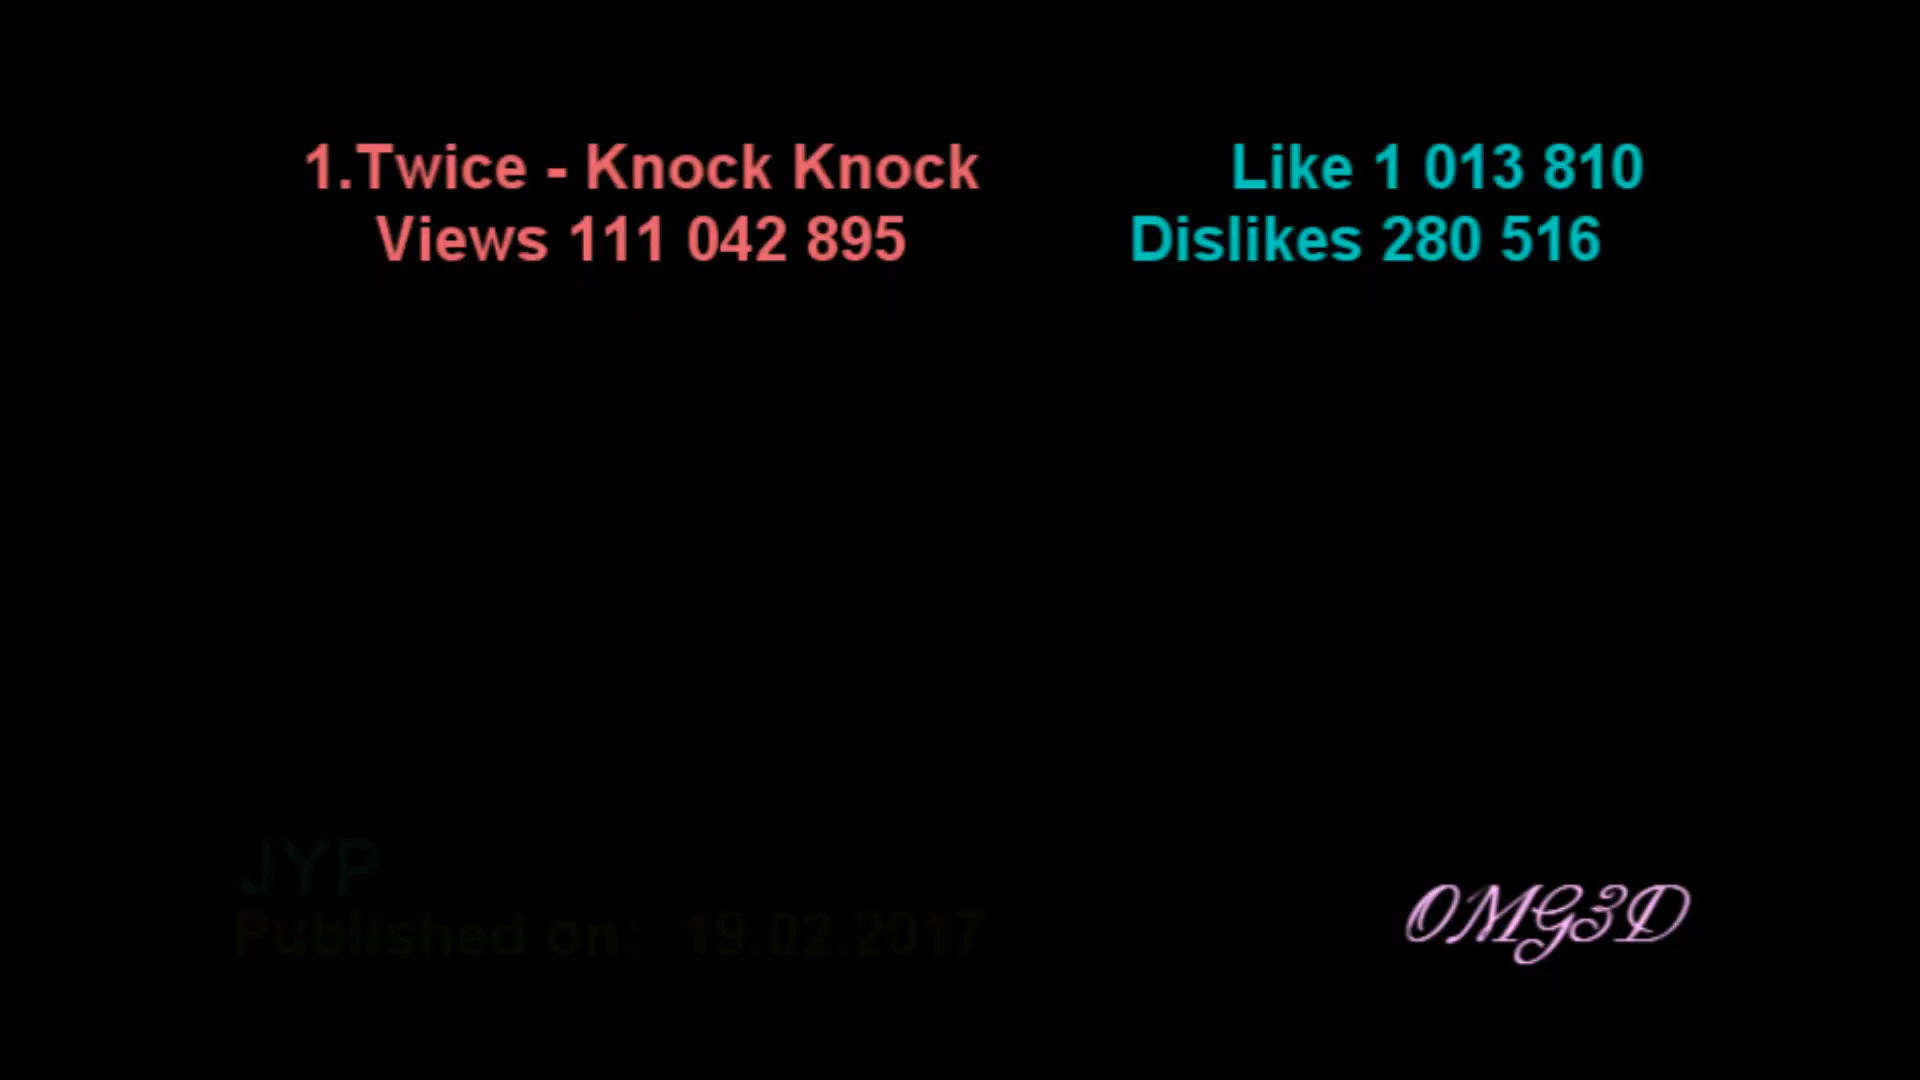 1.Twice - Knock Knock
Views 111 042 895
Like 1 013 810
Dislikes 280 516
JYP
Published on: 19.02.2017
OMG3D